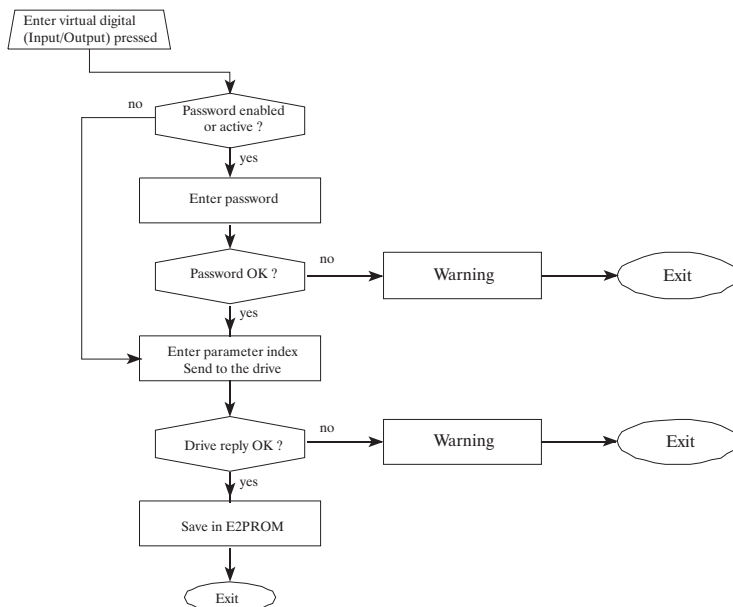 Enter virtual digital
(Input/Output) pressed
no
Password enabled
or active ?
yes
Enter password
Password OK ?
no
Warning
Exit
yes
Enter parameter index
Send to the drive
Drive reply OK ?
no
Warning
Exit
yes
Save in E2PROM
Exit